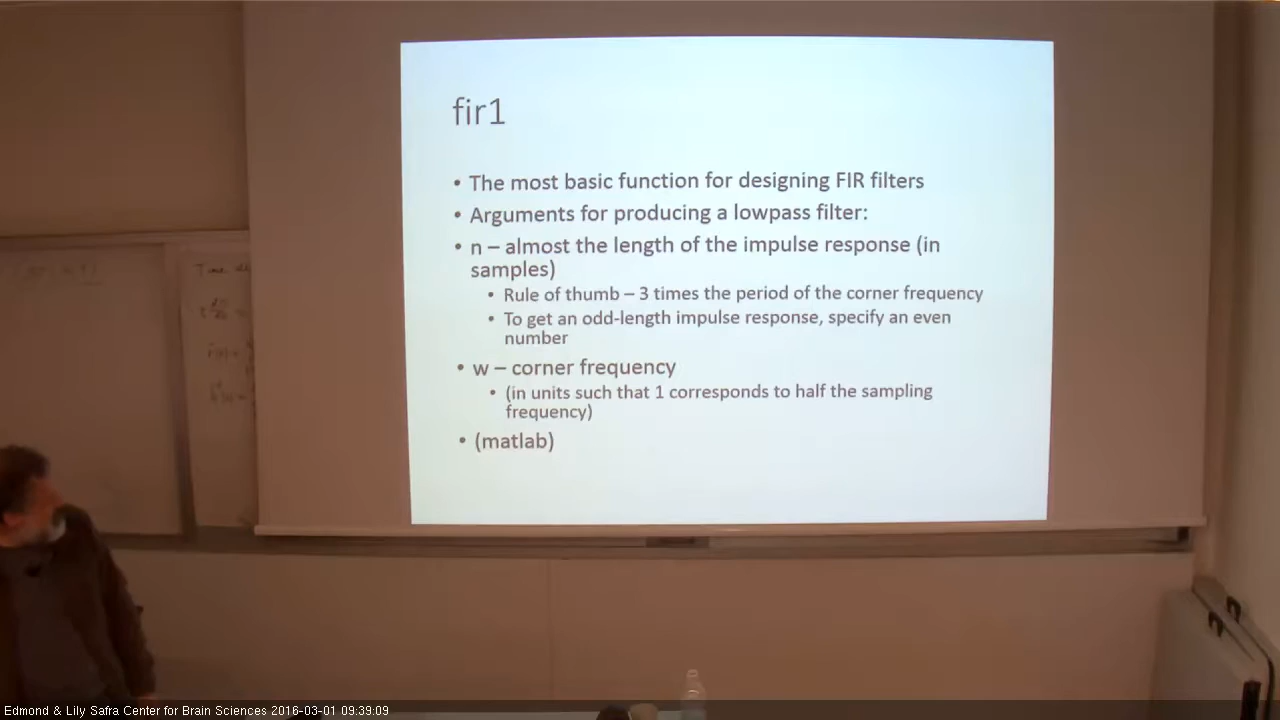 fir1
• The most basic function for designing FIR filters
• Arguments for producing a lowpass filter:
• n – almost the length of the impulse response (in
samples)
• Rule of thumb – 3 times the period of the corner frequency
• To get an odd-length impulse response, specify an even
number
• w – corner frequency
• (in units such that 1 corresponds to half the sampling
frequency)
• (matlab)
Time
Edmond & Lily Safra Center for Brain Sciences 2016-03-01 09:39:09